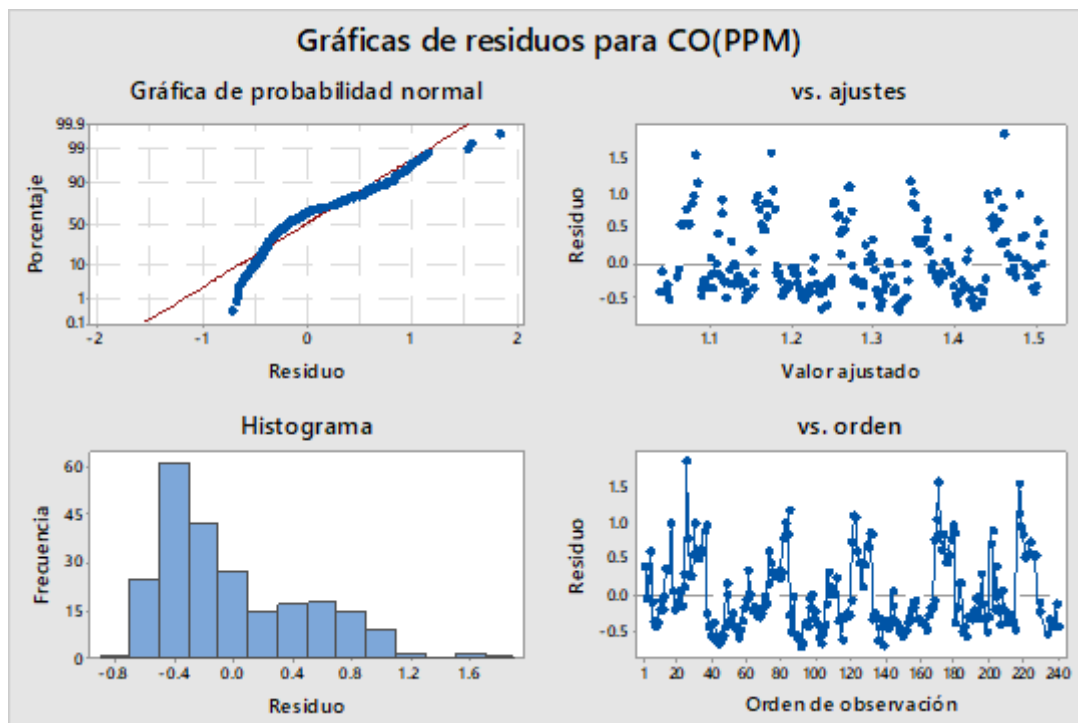 Gráficas de residuos para CO(PPM)
Gráfica de probabilidad normal
99.9
99
90
50
10
1
0.1
Porcentaje
-2 -1 0 1 2
Residuo
vs. ajustes
1.5
1.0
0.5
0.0
-0.5
Residuo
1.1 1.2 1.3 1.4 1.5
Valor ajustado
Histograma
60
45
30
15
0
Frecuencia
-0.8 -0.4 0.0 0.4 0.8 1.2 1.6
Residuo
vs. orden
1.5
1.0
0.5
0.0
-0.5
Residuo
1 20 40 60 80 100 120 140 160 180 200 220 240
Orden de observación